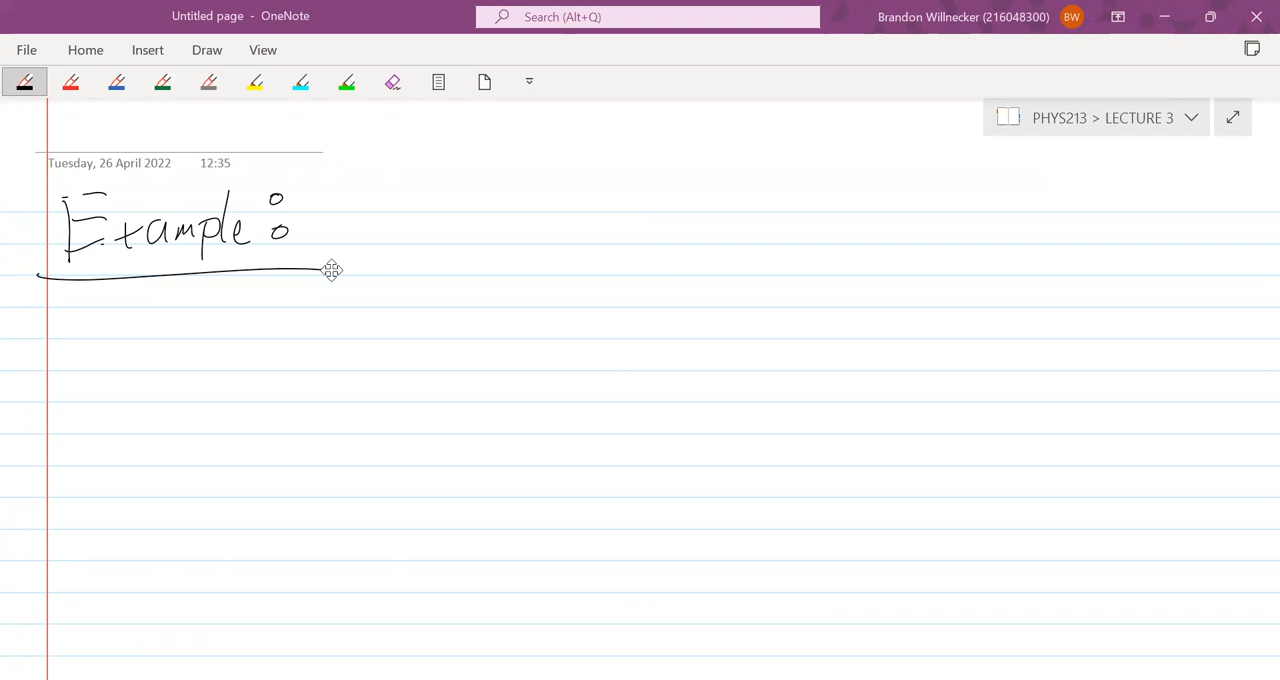 Untitled page - OneNote
Search (Alt+Q)
Brandon Willnecker (216048300)
BW
File Home Insert Draw View
PHYS213 > LECTURE 3
Tuesday, 26 April 2022 12:35
Example :